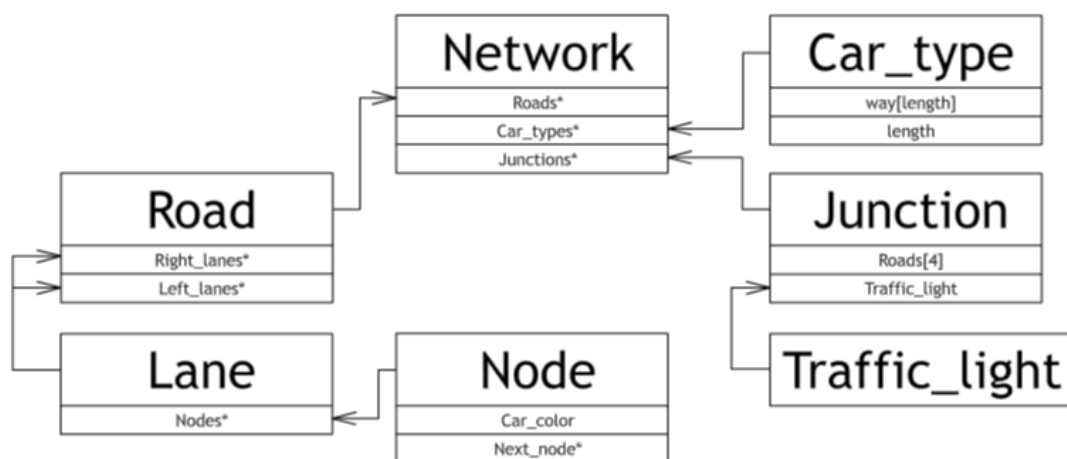 Network
Roads*
Car_types*
Junctions*
Car_type
way[length]
length
Road
Right_lanes*
Left_lanes*
Junction
Roads[4]
Traffic_light
Lane
Nodes*
Node
Car_color
Next_node*
Traffic_light